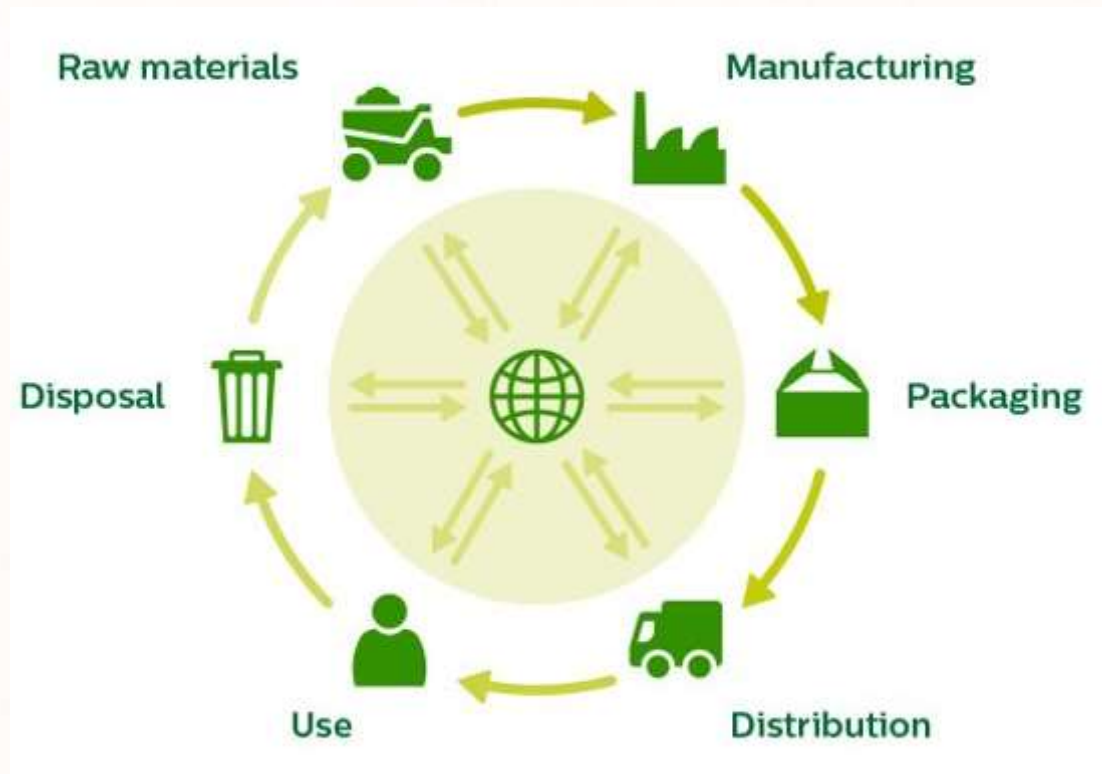 Raw materials
Manufacturing
Disposal
Packaging
Use
Distribution